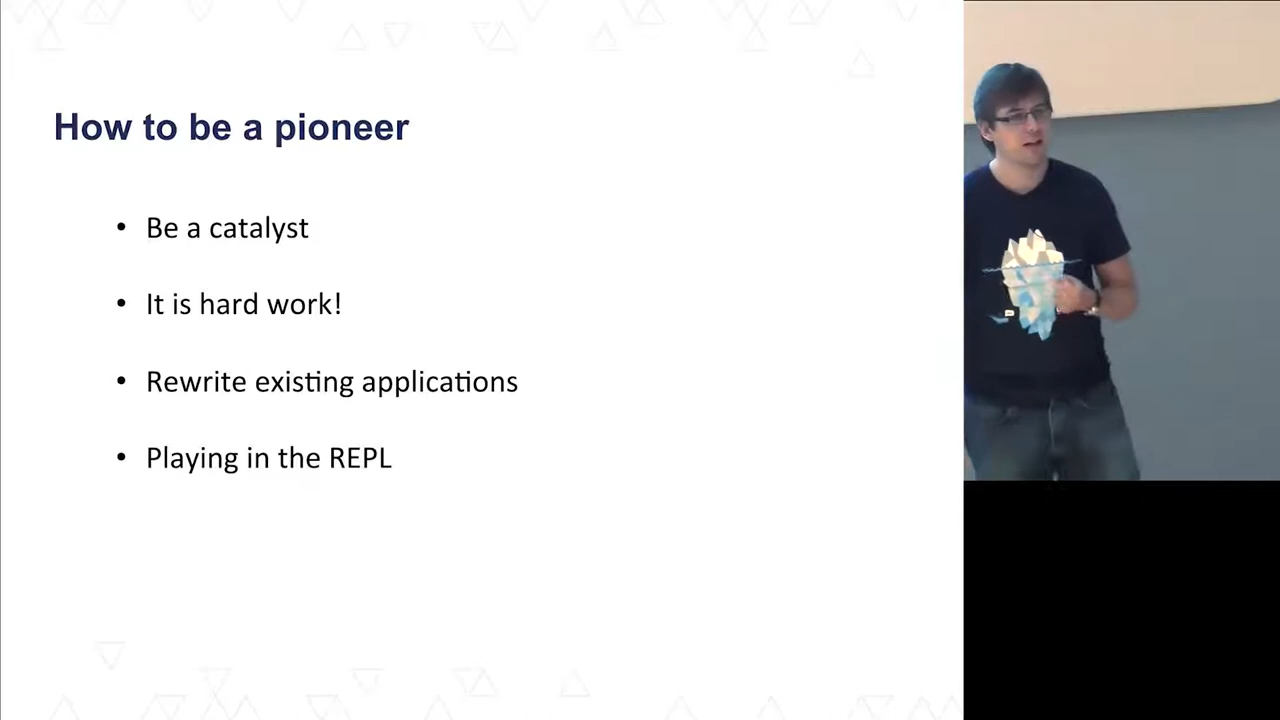 How to be a pioneer
• Be a catalyst
• It is hard work!
• Rewrite existing applications
• Playing in the REPL